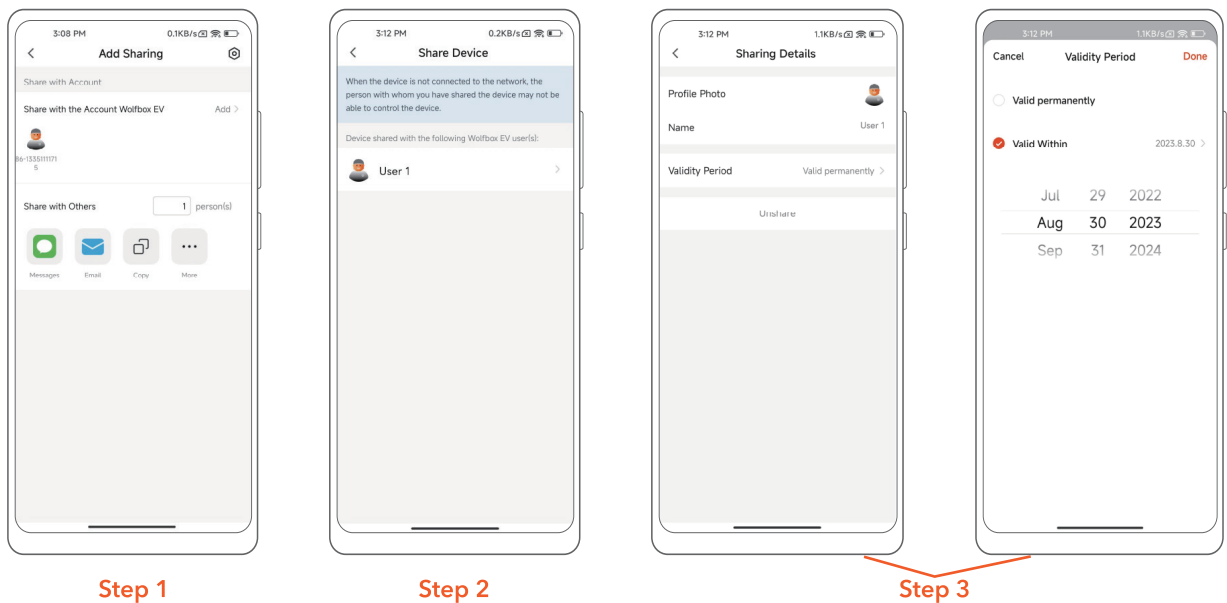 3:08 PM 0.1KB/s
Add Sharing
Share with Account
Share with the Account Wolfbox EV Add >
86-1335111171
5
Share with Others 1 person(s)
Messages Email Copy More
Step 1
3:12 PM 0.2KB/s
Share Device
When the device is not connected to the network, the
person with whom you have shared the device may not be
able to control the device.
Device shared with the following Wolfbox EV user(s):
User 1 >
Step 2
3:12 PM 1.1KB/s
Sharing Details
Profile Photo
Name User 1
Validity Period Valid permanently >
Unshare
3:12 PM 1.1KB/s
Cancel Validity Period Done
Valid permanently
Valid Within 2023.8.30 >
Jul 29 2022
Aug 30 2023
Sep 31 2024
Step 3